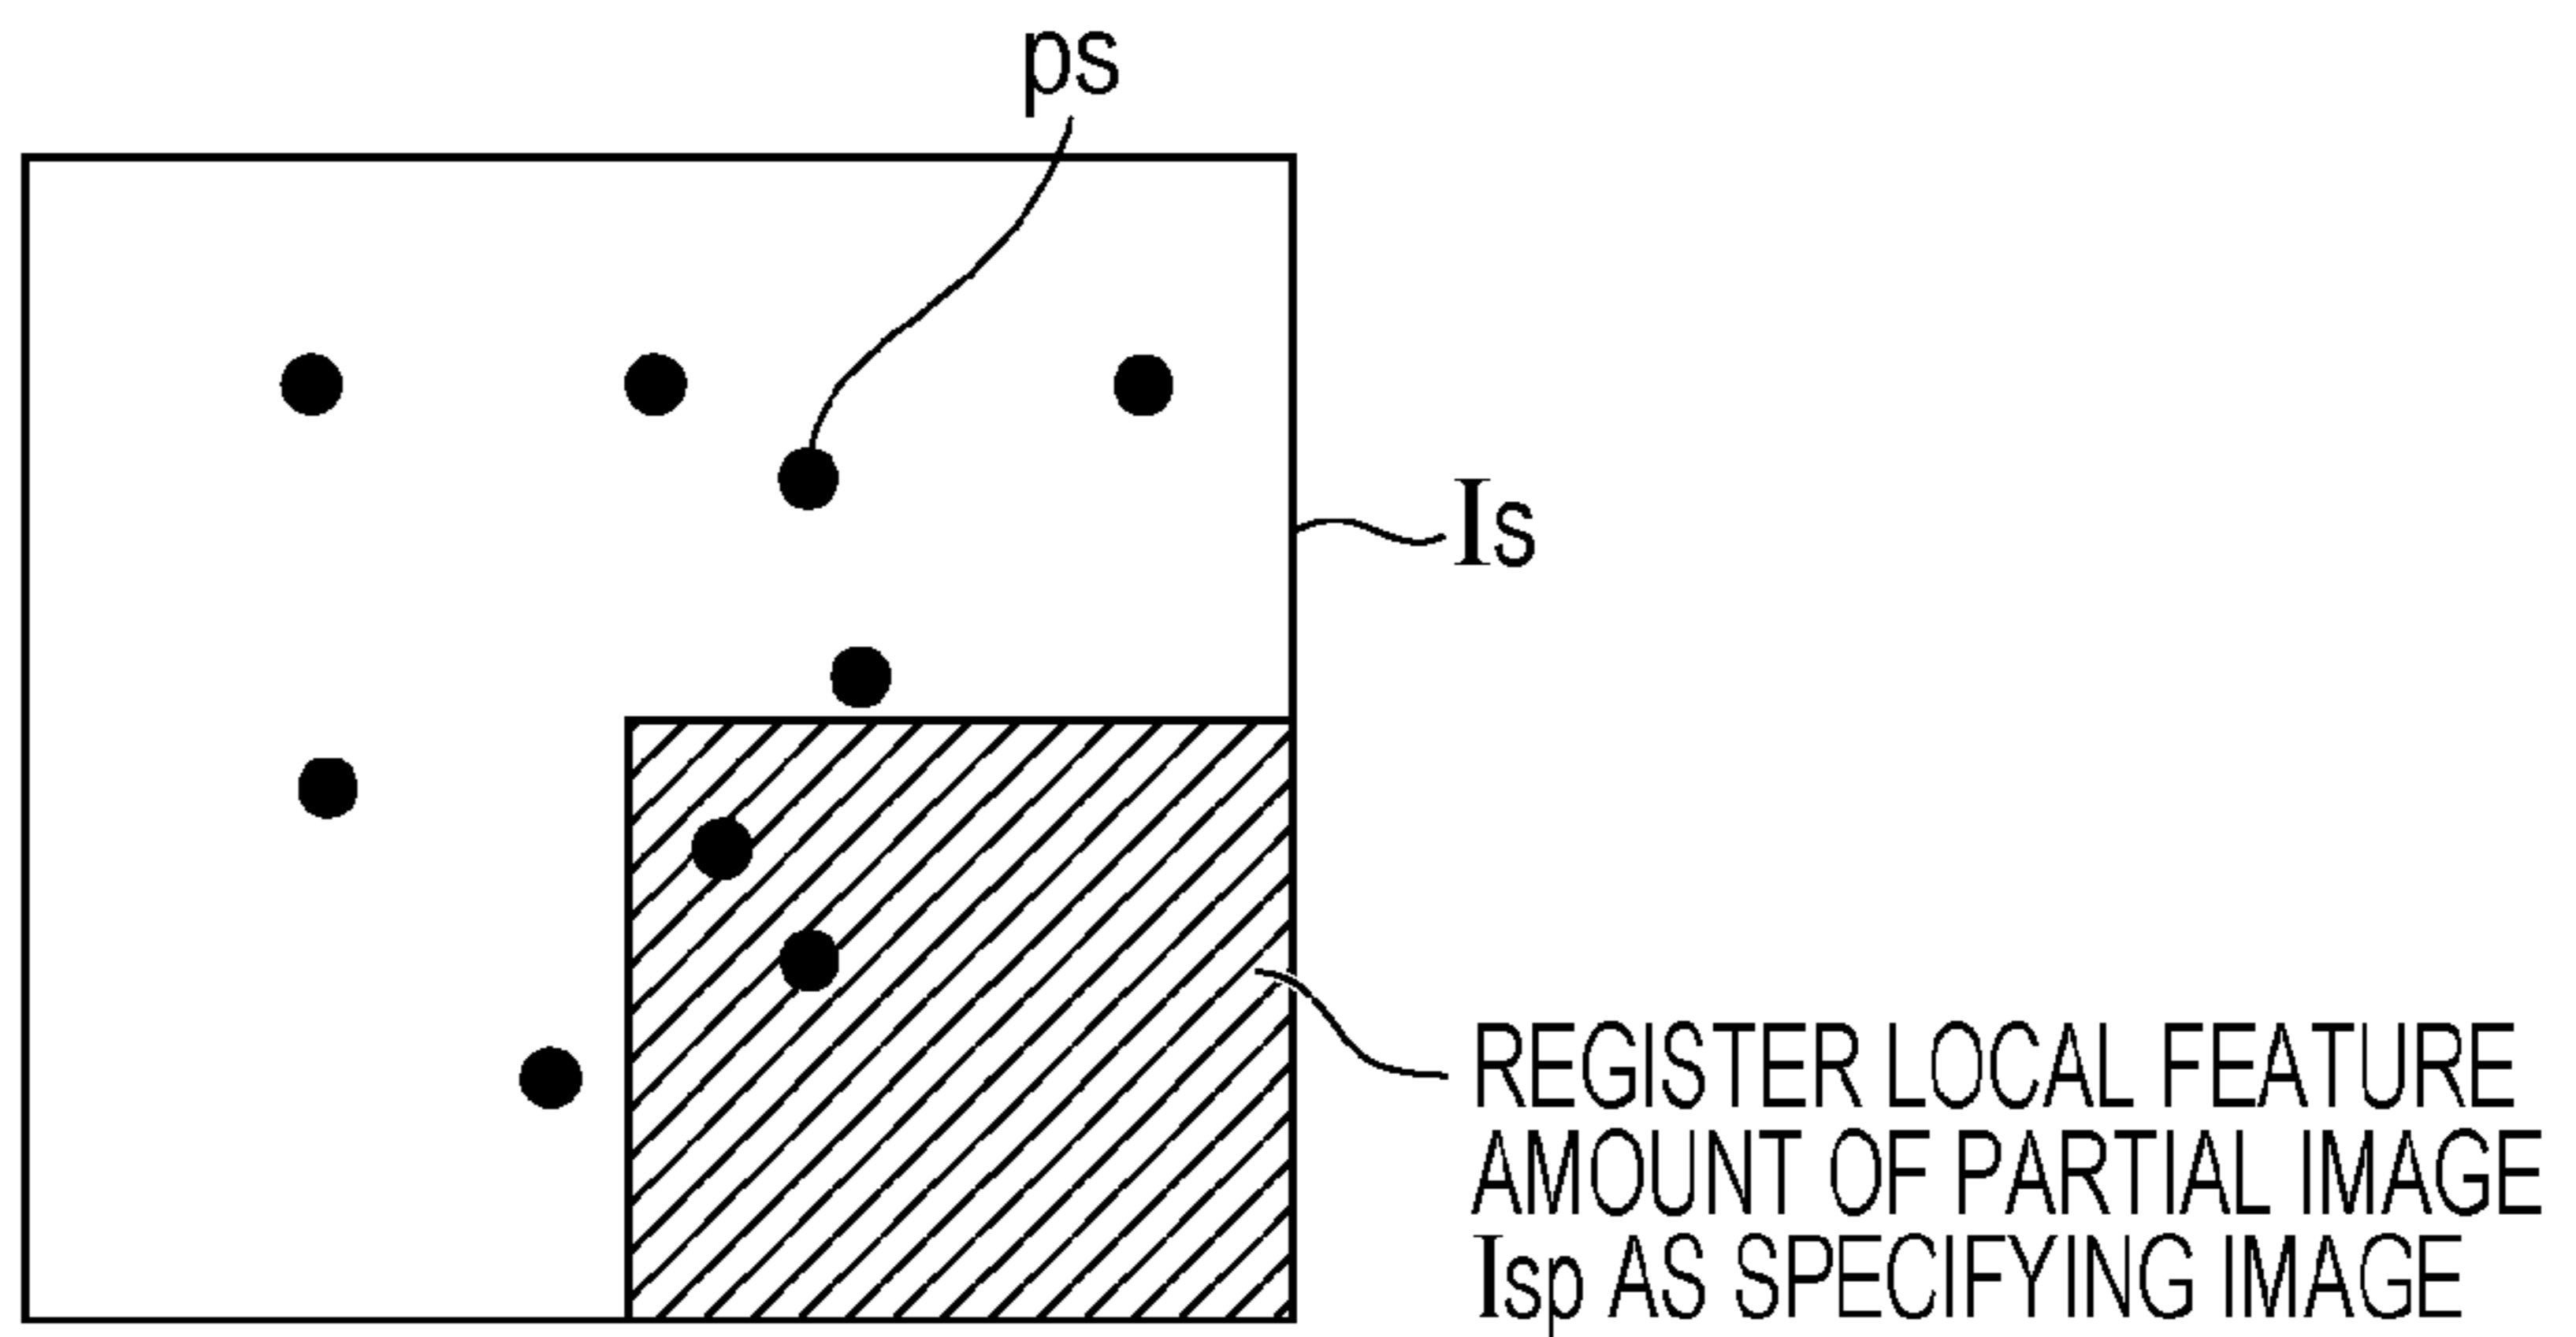 ps
Is
REGISTER LOCAL FEATURE
AMOUNT OF PARTIAL IMAGE
Isp AS SPECIFYING IMAGE